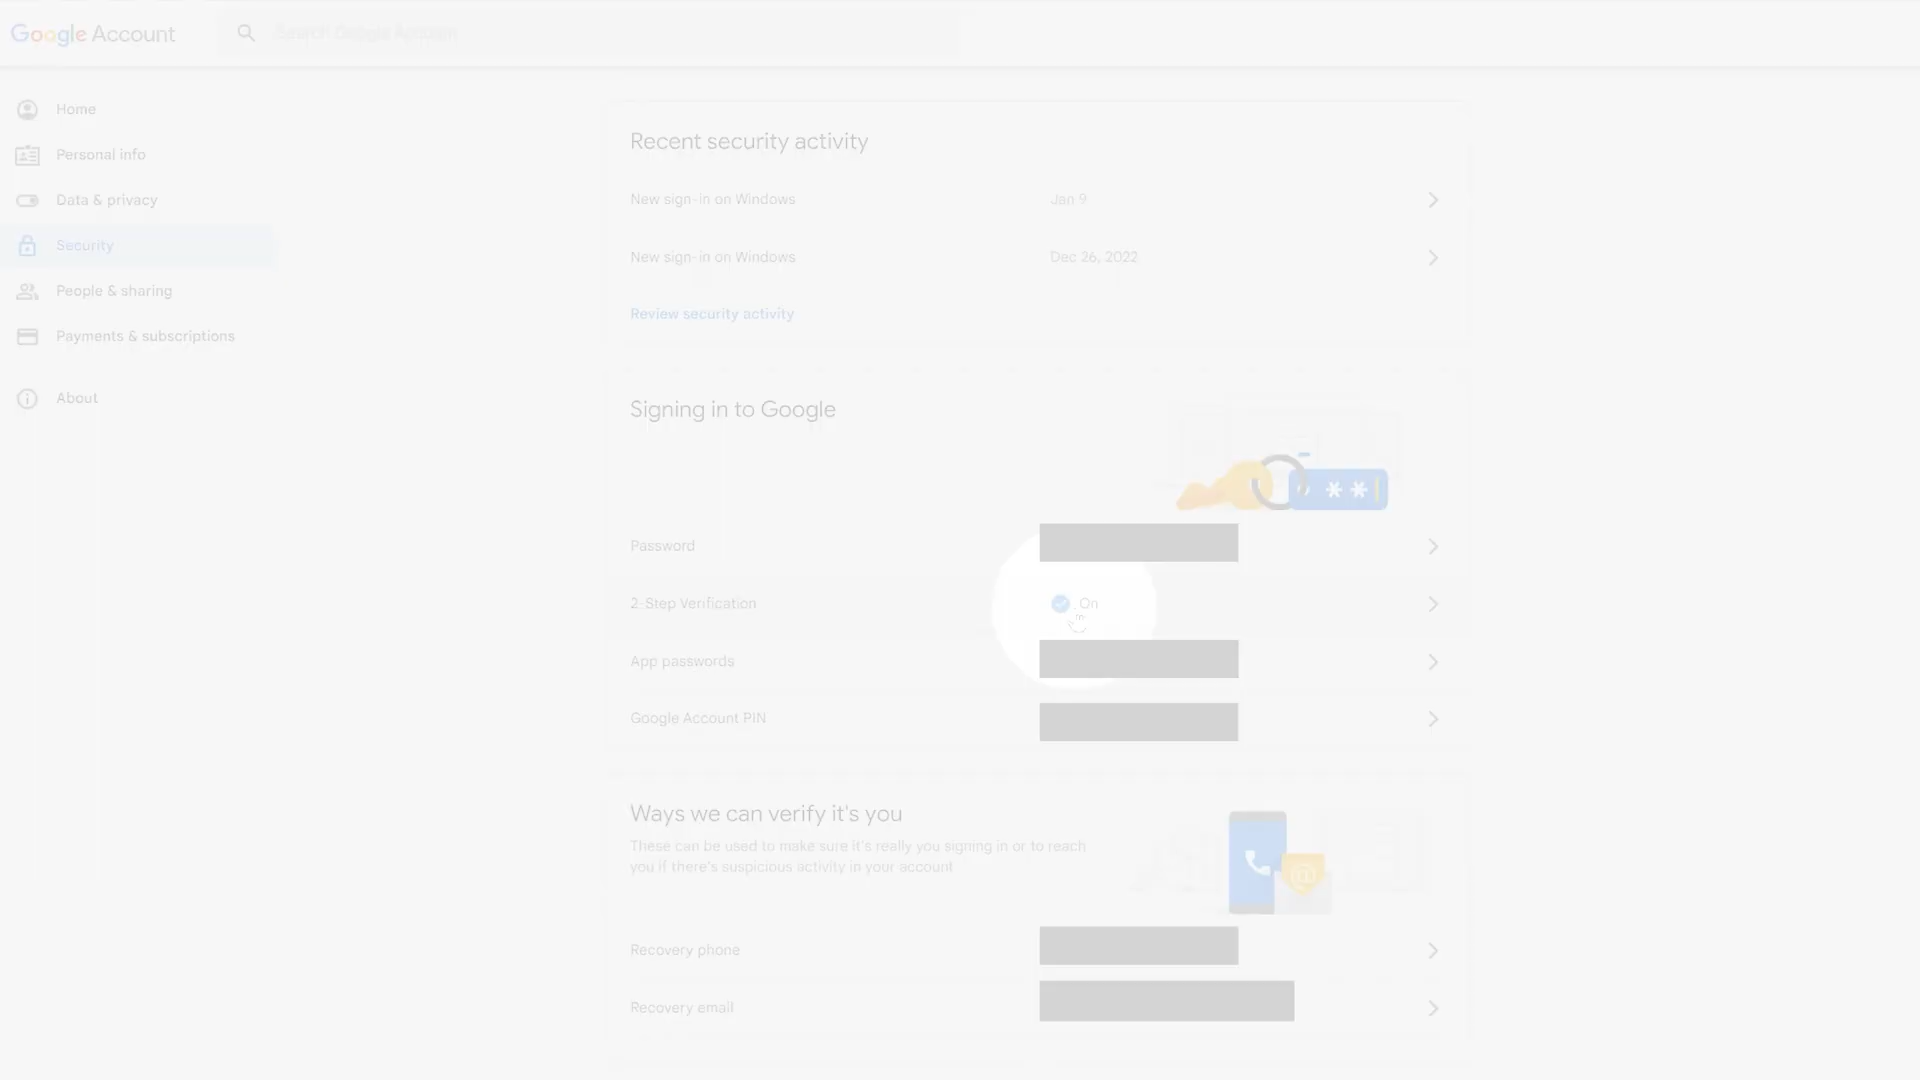 Google Account
Search Google Account
Home
Personal info
Data & privacy
Security
People & sharing
Payments & subscriptions
About
Recent security activity
New sign-in on Windows Jan 9
New sign-in on Windows Dec 26, 2022
Review security activity
Signing in to Google
Password
2-Step Verification On
App passwords
Google Account PIN
Ways we can verify it's you
These can be used to make sure it's really you signing in or to reach
you if there's suspicious activity in your account
Recovery phone
Recovery email